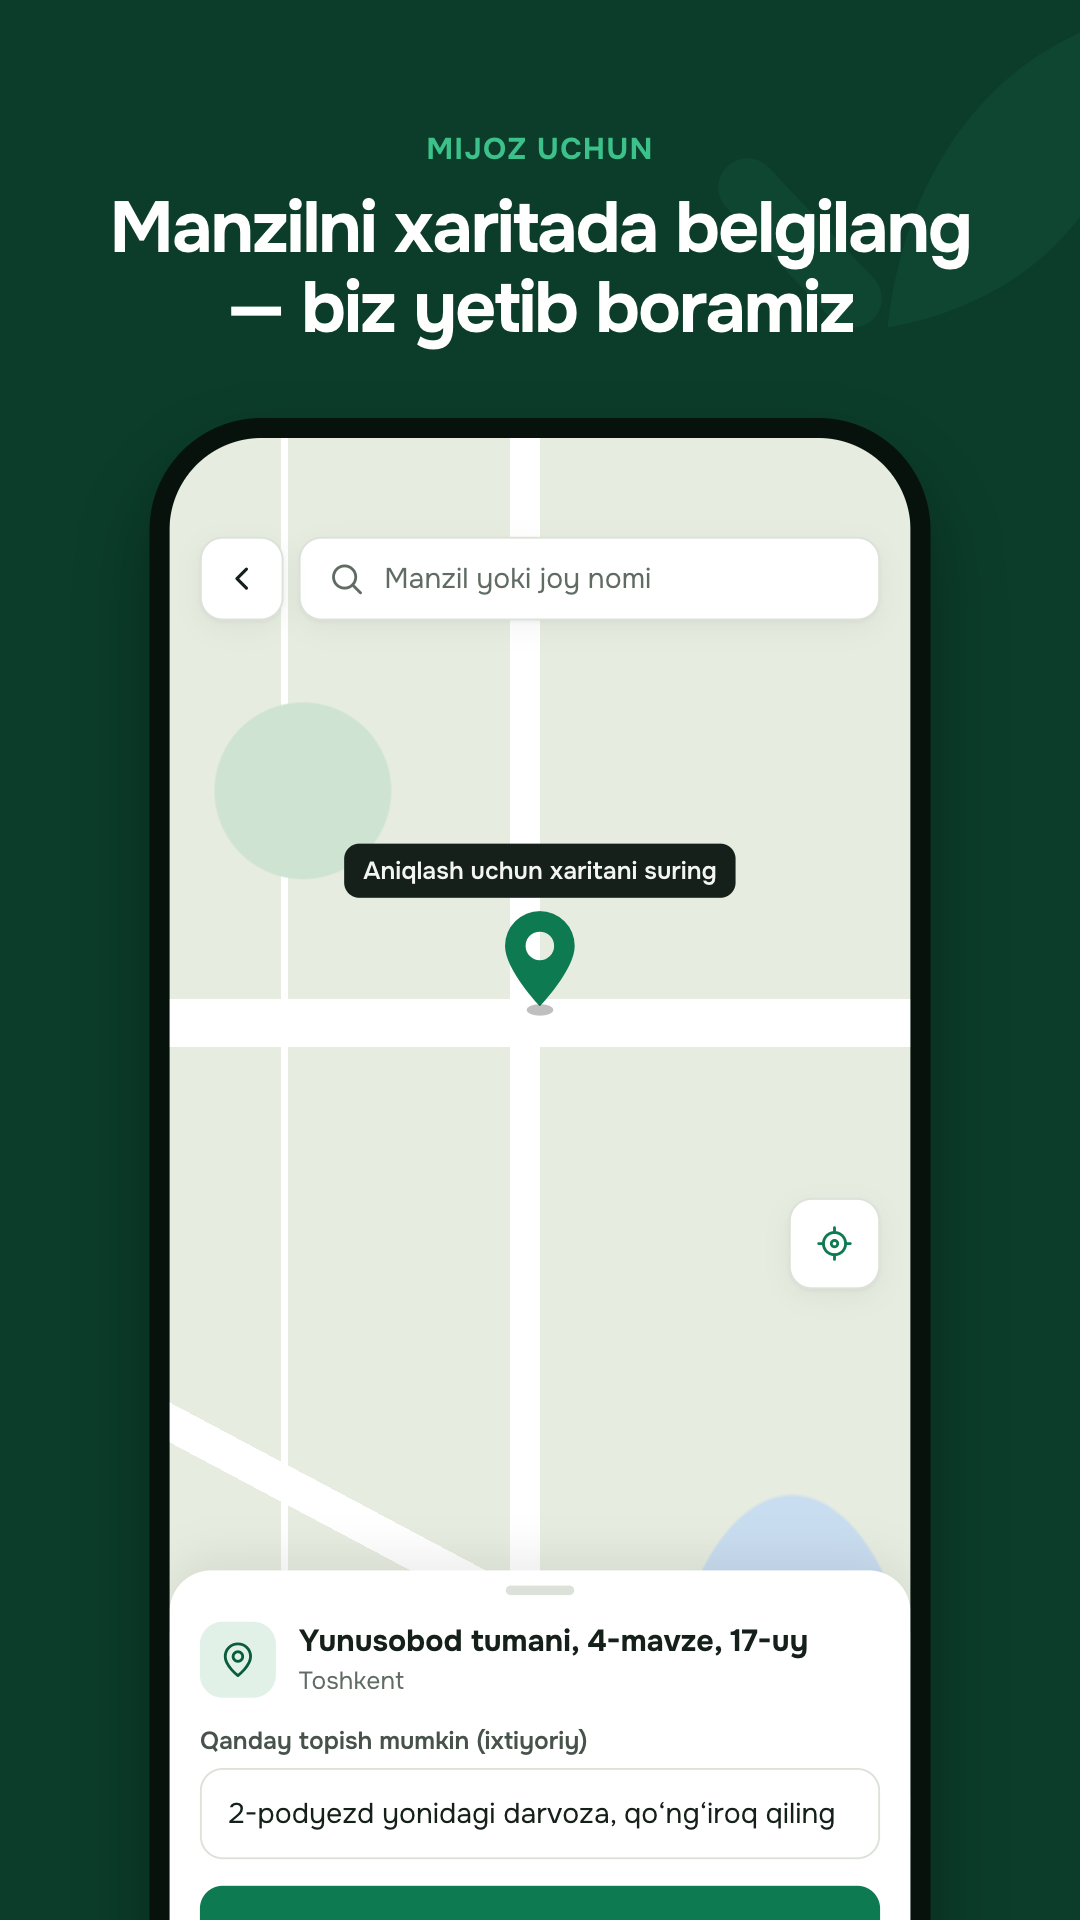 MIJOZ UCHUN
Manzilni xaritada belgilang
— biz yetib boramiz
Manzil yoki joy nomi
Aniqlash uchun xaritani suring
Yunusobod tumani, 4-mavze, 17-uy
Toshkent
Qanday topish mumkin (ixtiyoriy)
2-podyezd yonidagi darvoza, qo‘ng‘iroq qiling